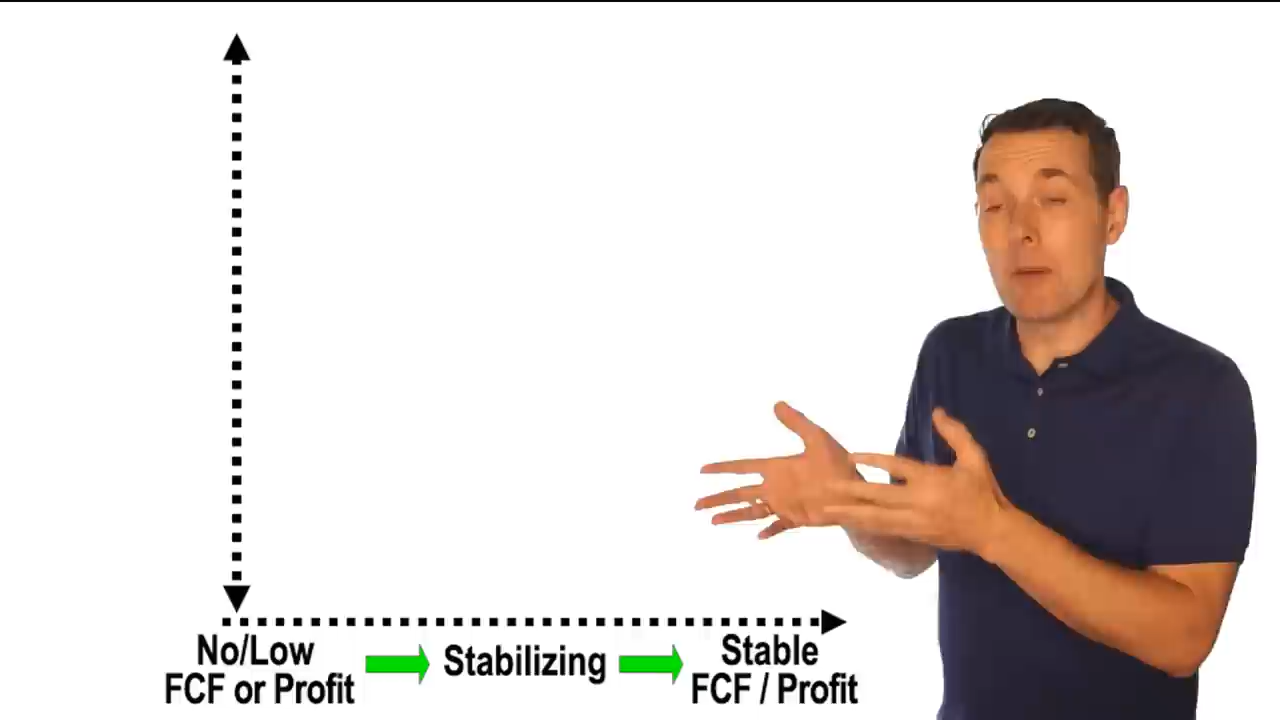 No/Low
FCF or Profit
Stabilizing
Stable
FCF / Profit